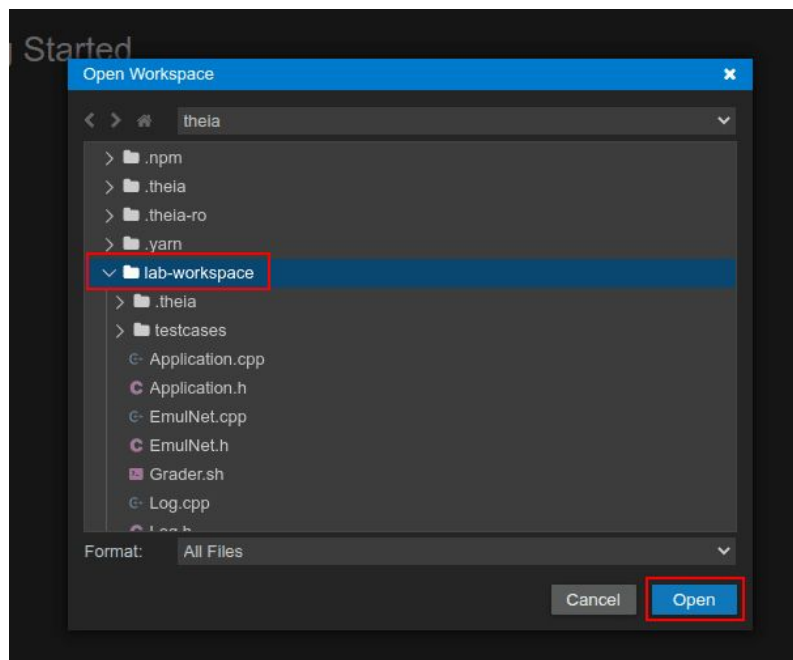 Started
Open Workspace
theia
.npm
.theia
.theia-ro
.yarn
lab-workspace
.theia
testcases
Application.cpp
C Application.h
EmulNet.cpp
C EmulNet.h
Grader.sh
Log.cpp
C Log.h
Format: All Files
Cancel Open